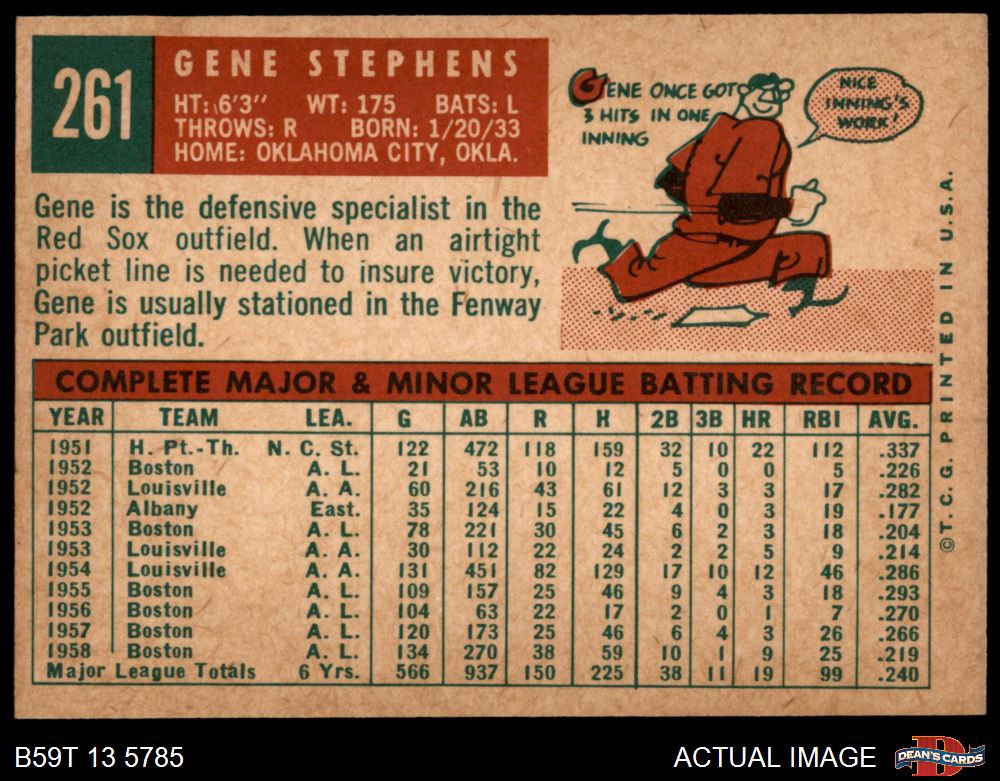 261
GENE STEPHENS
HT: 6'3" WT: 175 BATS: L
THROWS: R BORN: 1/20/33
HOME: OKLAHOMA CITY, OKLA.
GENE ONCE GOT
3 HITS IN ONE
INNING
NICE
INNING'S
WORK!
Gene is the defensive specialist in the
Red Sox outfield. When an airtight
picket line is needed to insure victory,
Gene is usually stationed in the Fenway
Park outfield.
COMPLETE MAJOR & MINOR LEAGUE BATTING RECORD
YEAR TEAM LEA. G AB R H 2B 3B HR RBI AVG.
1951 H. Pt.-Th. N. C. St. 122 472 118 159 32 10 22 112 .337
1952 Boston A. L. 21 53 10 12 5 0 0 5 .226
1952 Louisville A. A. 60 216 43 61 12 3 3 17 .282
1952 Albany East. 35 124 15 22 4 0 3 19 .177
1953 Boston A. L. 78 221 30 45 6 2 3 18 .204
1953 Louisville A. A. 30 112 22 24 2 2 5 9 .214
1954 Louisville A. A. 131 451 82 129 17 10 12 46 .286
1955 Boston A. L. 109 157 25 46 9 4 3 18 .293
1956 Boston A. L. 104 63 22 17 2 0 1 7 .270
1957 Boston A. L. 120 173 25 46 6 4 3 26 .266
1958 Boston A. L. 134 270 38 59 10 1 9 25 .219
Major League Totals 6 Yrs. 566 937 150 225 38 11 19 99 .240
© T. C. G. PRINTED IN U.S.A.
B59T 13 5785
ACTUAL IMAGE
D
DEAN'S CARDS